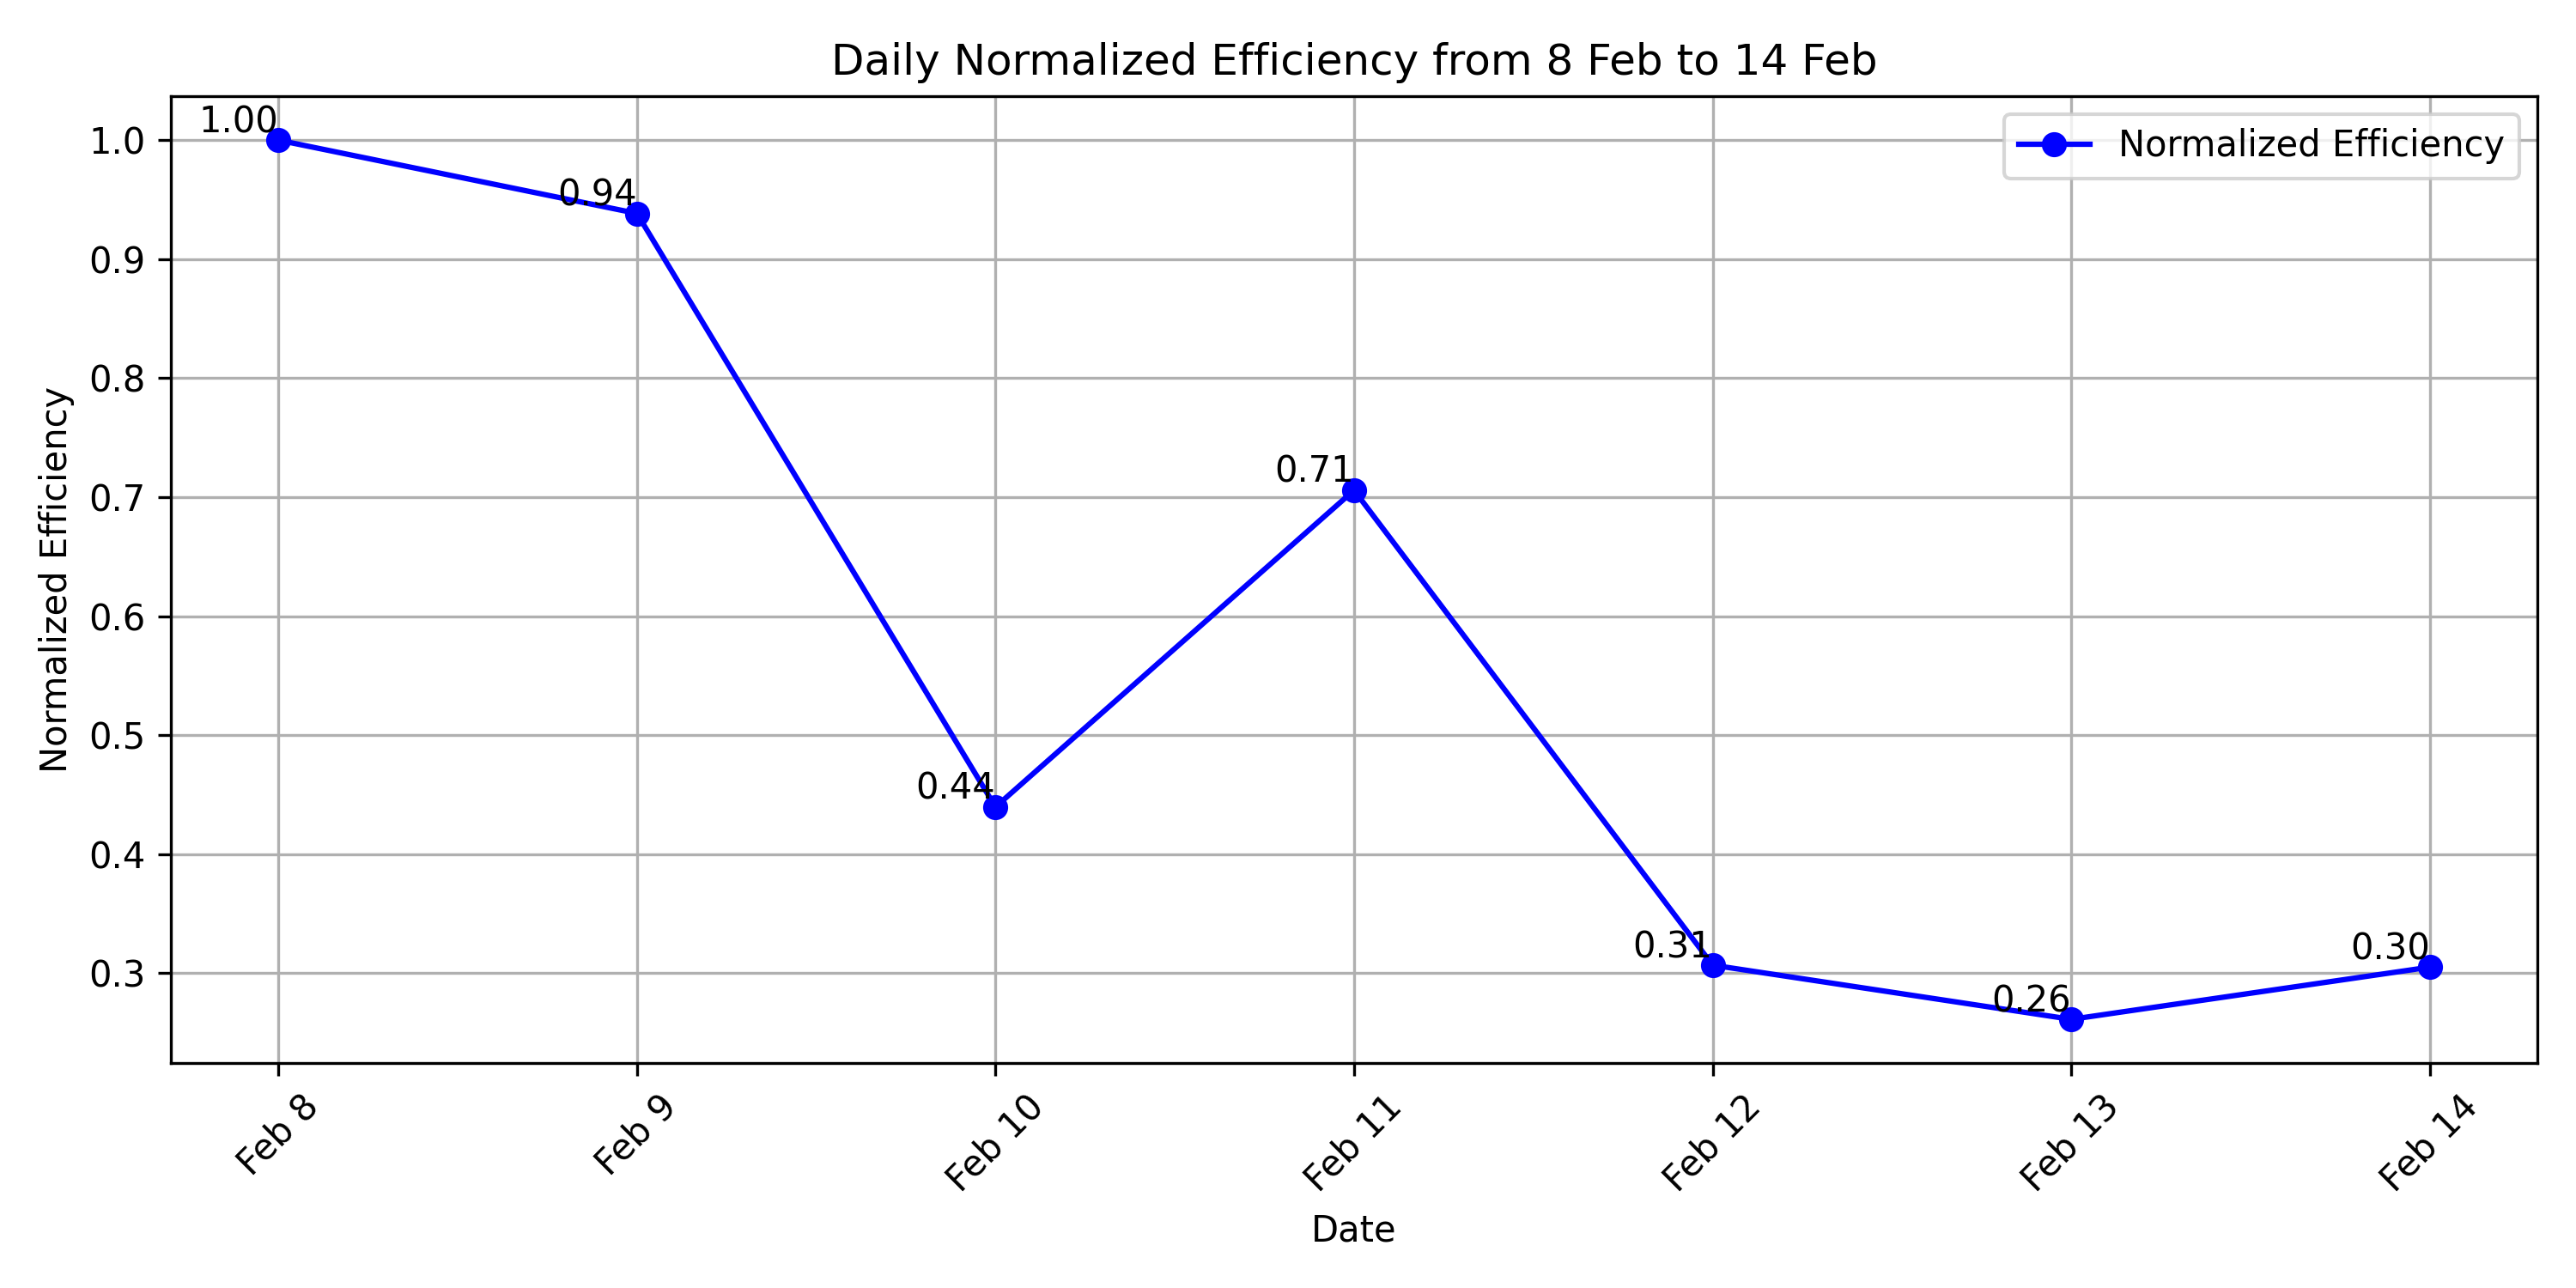 Daily Normalized Efficiency from 8 Feb to 14 Feb
Normalized Efficiency
Normalized Efficiency
1.0
0.9
0.8
0.7
0.6
0.5
0.4
0.3
1.00
0.94
0.44
0.71
0.31
0.26
0.30
Feb 8
Feb 9
Feb 10
Feb 11
Feb 12
Feb 13
Feb 14
Date